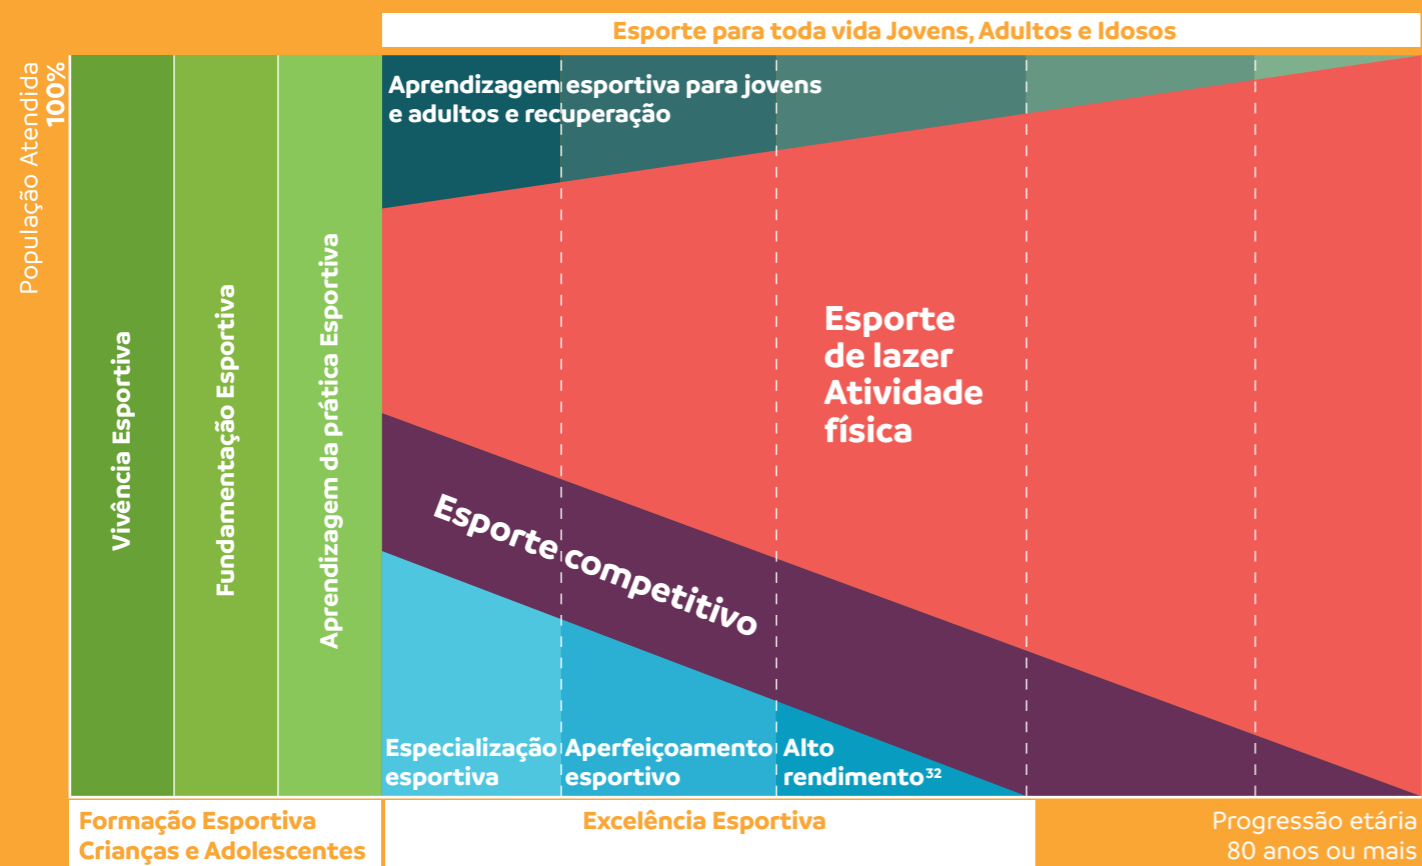 Esporte para toda vida Jovens, Adultos e Idosos
População Atendida
100%
Vivência Esportiva
Fundamentação Esportiva
Aprendizagem da prática Esportiva
Aprendizagem esportiva para jovens
e adultos e recuperação
Esporte
de lazer
Atividade
física
Esporte competitivo
Especialização
esportiva
Aperfeiçoamento
esportivo
Alto
rendimento³²
Formação Esportiva
Crianças e Adolescentes
Excelência Esportiva
Progressão etária
80 anos ou mais